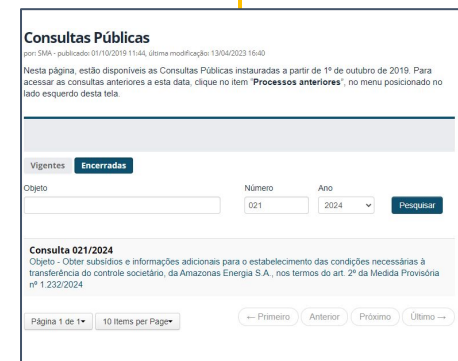 Consultas Públicas
por: SMA - publicado: 01/10/2019 11:44, última modificação: 13/04/2023 16:40
Nesta página, estão disponíveis as Consultas Públicas instauradas a partir de 1º de outubro de 2019. Para
acessar as consultas anteriores a esta data, clique no item "Processos anteriores", no menu posicionado no
lado esquerdo desta tela.
Vigentes Encerradas
Objeto Número Ano
021 2024 Pesquisar
Consulta 021/2024
Objeto - Obter subsídios e informações adicionais para o estabelecimento das condições necessárias à
transferência do controle societário, da Amazonas Energia S.A., nos termos do art. 2º da Medida Provisória
nº 1.232/2024
Página 1 de 1 10 Items per Page ← Primeiro Anterior Próximo Último →